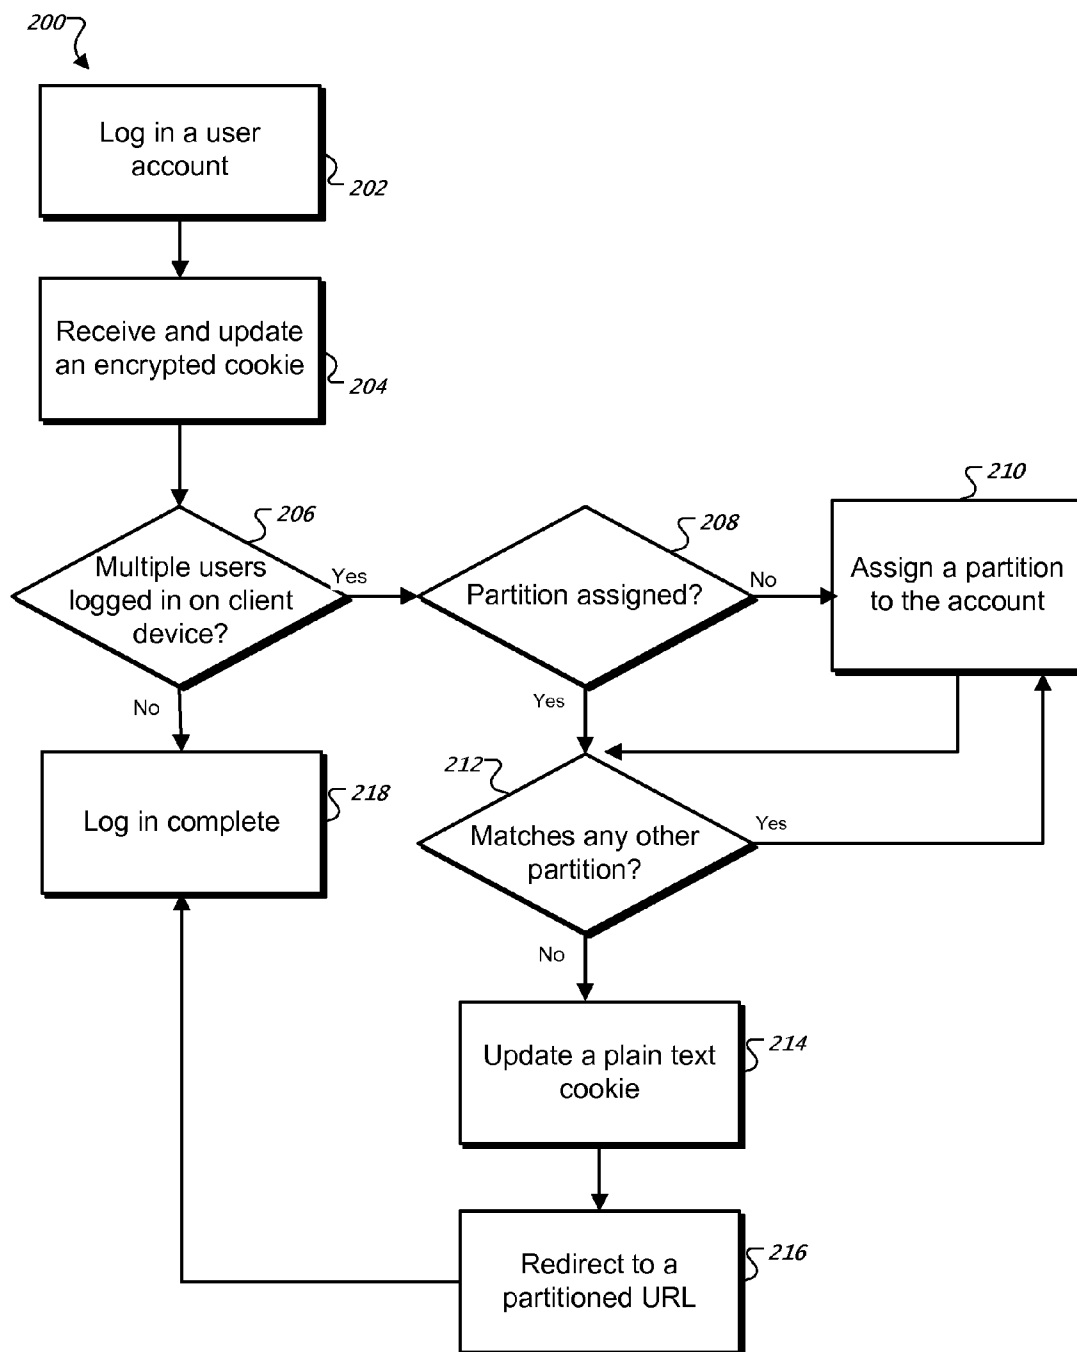 200
Log in a user
account
202
Receive and update
an encrypted cookie
204
206
Multiple users
logged in on client
device?
Yes
No
208
Partition assigned?
No
Yes
210
Assign a partition
to the account
212
Matches any other
partition?
Yes
No
Log in complete
218
Update a plain text
cookie
214
Redirect to a
partitioned URL
216